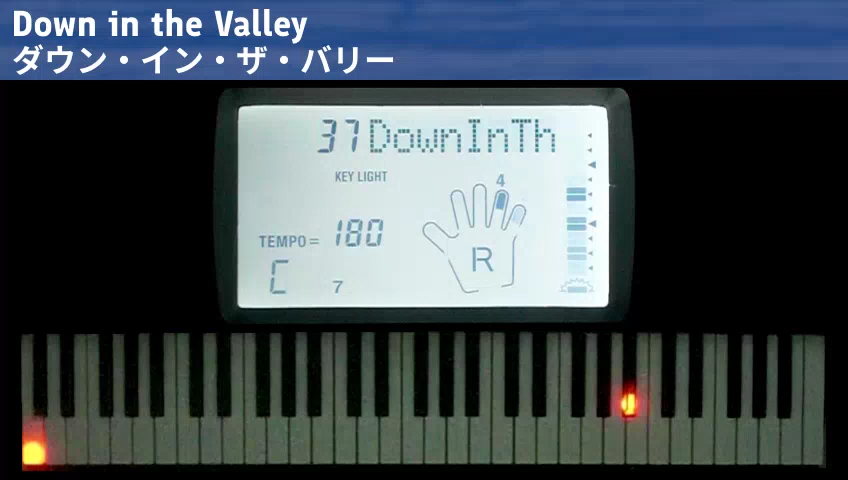 Down in the Valley
ダウン・イン・ザ・バリー
37 DownInTh
KEY LIGHT
4
TEMPO= 180
R
C 7